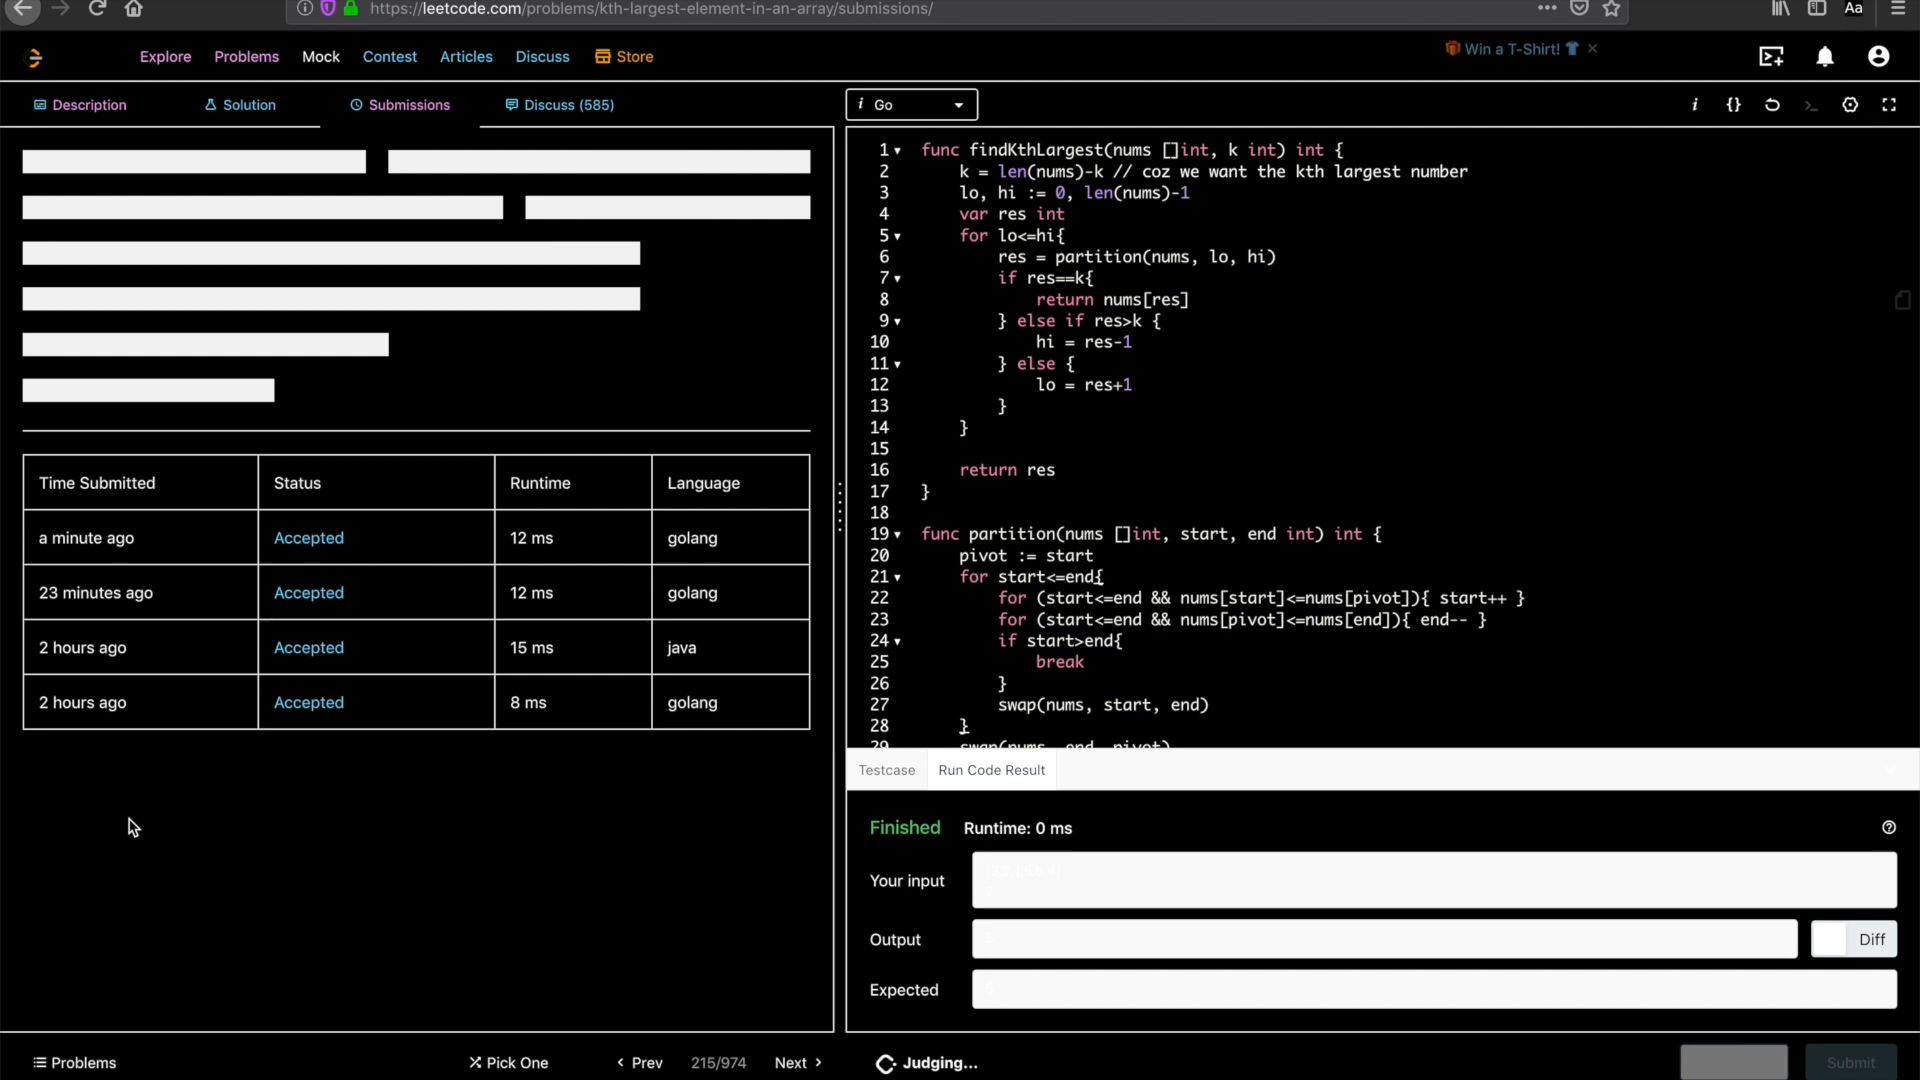 https://leetcode.com/problems/kth-largest-element-in-an-array/submissions/
Aa
Explore Problems Mock Contest Articles Discuss Store
Win a T-Shirt!
Description Solution Submissions Discuss (585)
i Go
Time Submitted Status Runtime Language
a minute ago Accepted 12 ms golang
23 minutes ago Accepted 12 ms golang
2 hours ago Accepted 15 ms java
2 hours ago Accepted 8 ms golang
1 func findKthLargest(nums []int, k int) int {
2 k = len(nums)-k // coz we want the kth largest number
3 lo, hi := 0, len(nums)-1
4 var res int
5 for lo<=hi{
6 res = partition(nums, lo, hi)
7 if res==k{
8 return nums[res]
9 } else if res>k {
10 hi = res-1
11 } else {
12 lo = res+1
13 }
14 }
15
16 return res
17 }
18
19 func partition(nums []int, start, end int) int {
20 pivot := start
21 for start<=end{
22 for (start<=end && nums[start]<=nums[pivot]){ start++ }
23 for (start<=end && nums[pivot]<=nums[end]){ end-- }
24 if start>end{
25 break
26 }
27 swap(nums, start, end)
28 }
29 swap(nums, end, pivot)
Testcase Run Code Result
Finished Runtime: 0 ms
Your input
Output
Diff
Expected
Problems Pick One Prev 215/974 Next Judging... Submit